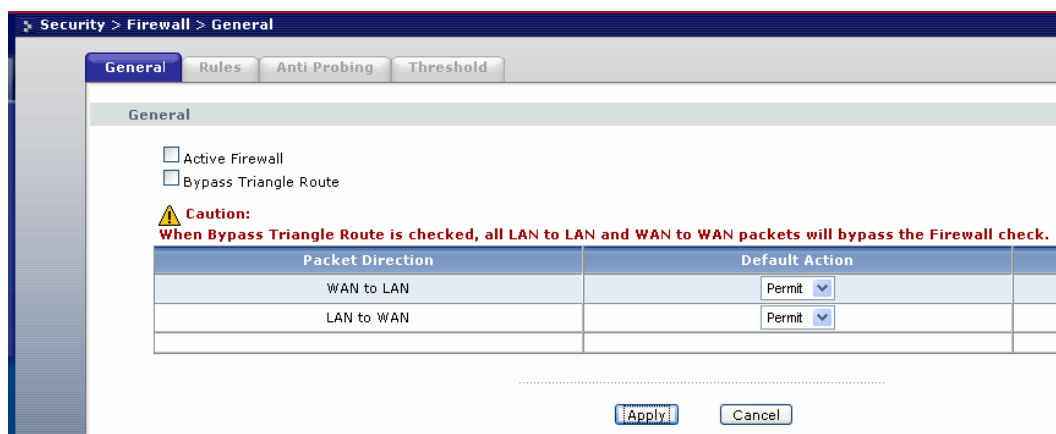 Security > Firewall > General
General Rules Anti Probing Threshold
General
Active Firewall
Bypass Triangle Route
Caution:
When Bypass Triangle Route is checked, all LAN to LAN and WAN to WAN packets will bypass the Firewall check.
Packet Direction Default Action
WAN to LAN Permit
LAN to WAN Permit
Apply Cancel